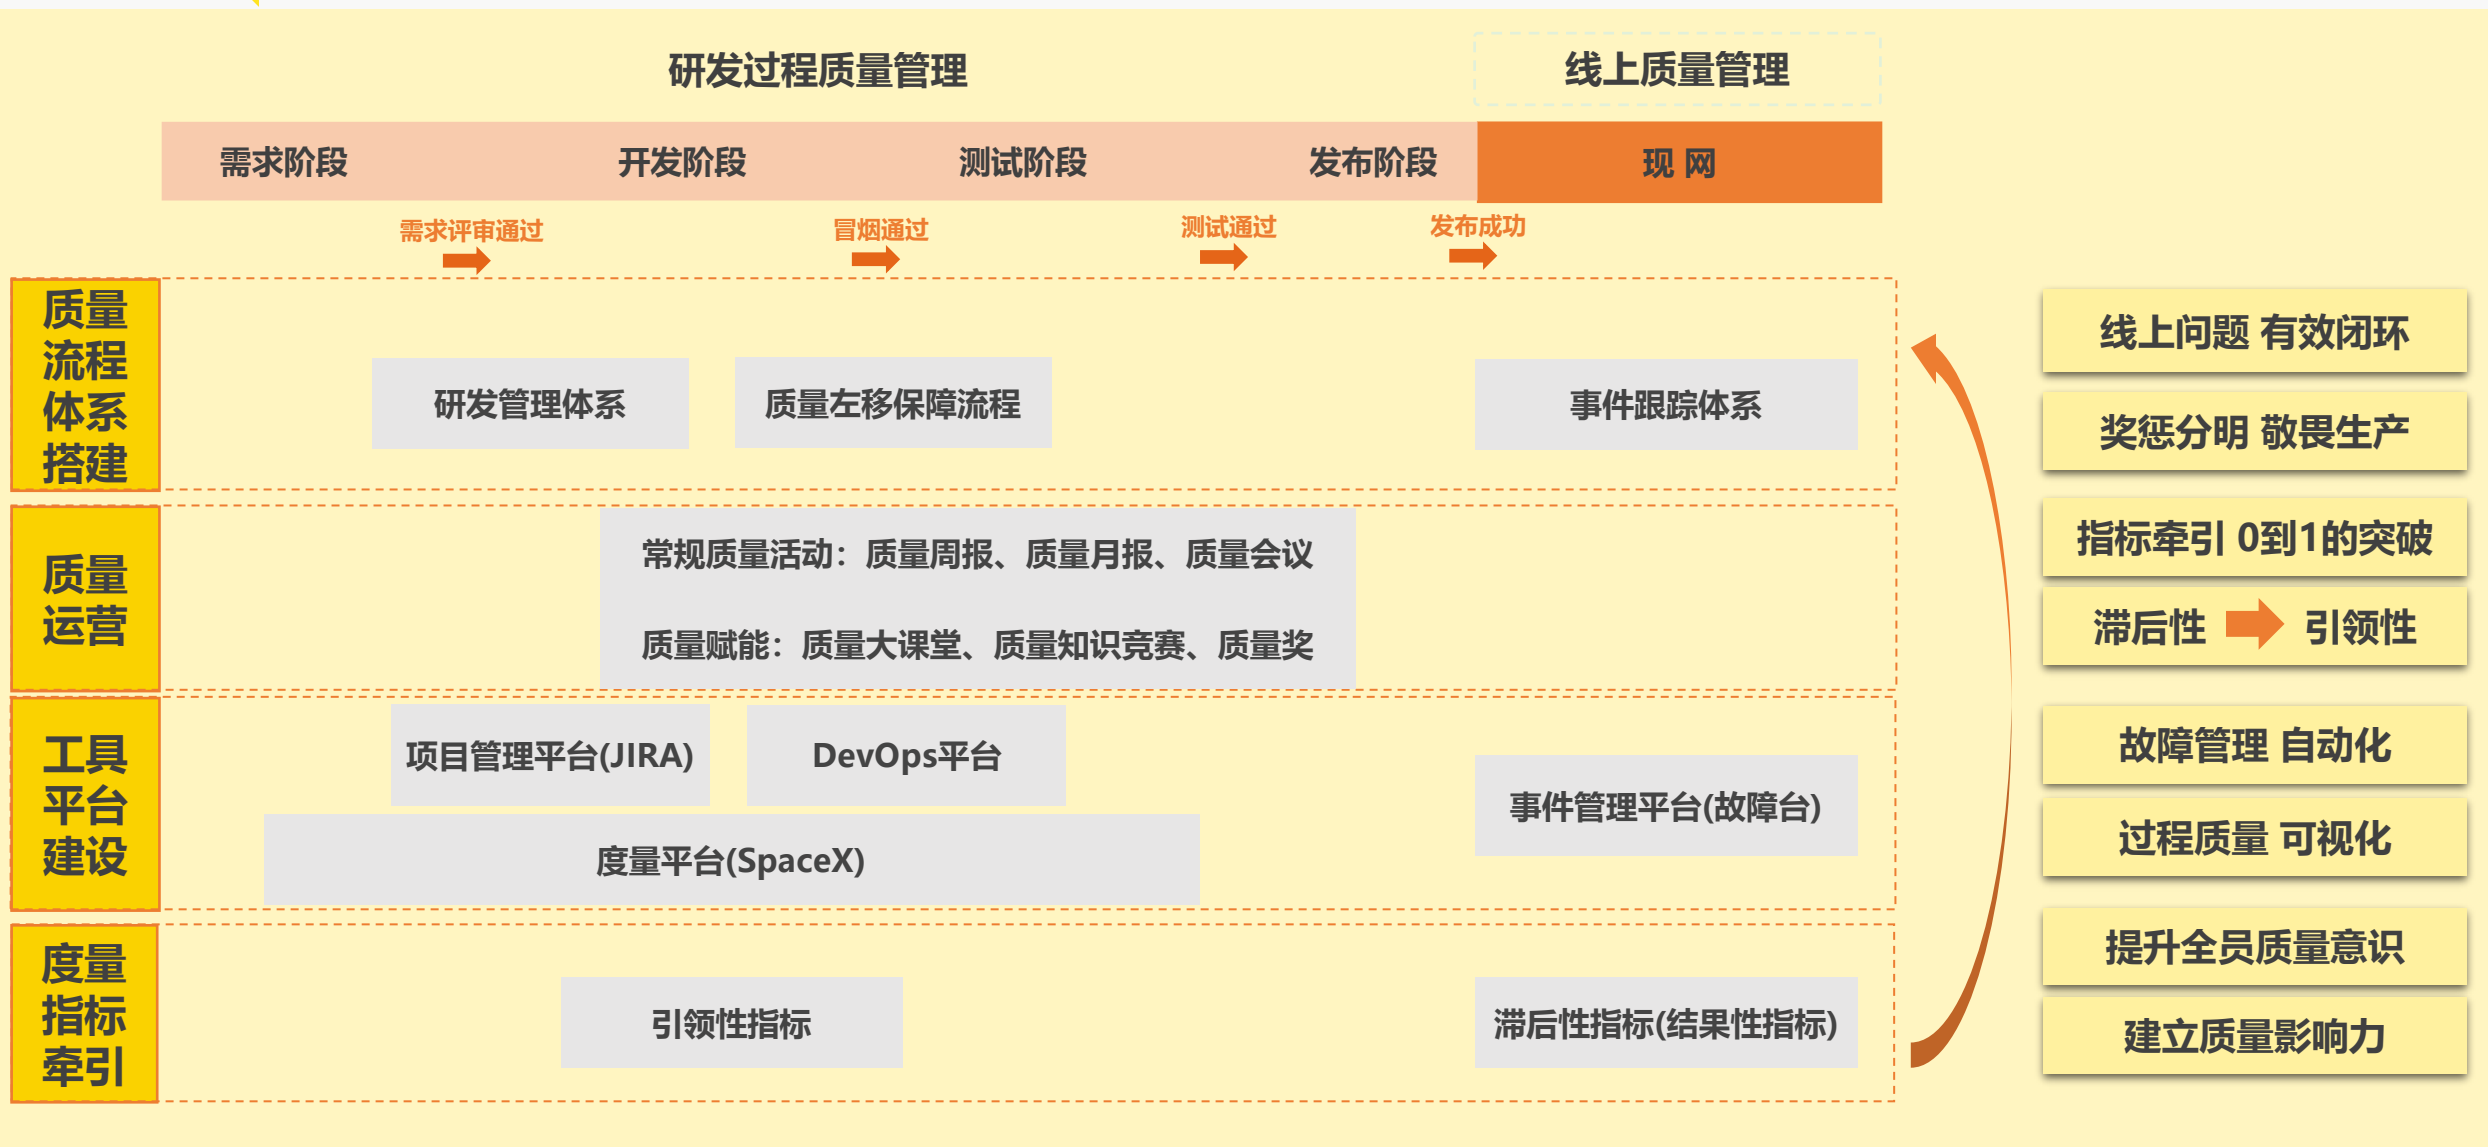 研发过程质量管理
线上质量管理
需求阶段
开发阶段
测试阶段
发布阶段
现 网
需求评审通过
冒烟通过
测试通过
发布成功
质量
流程
体系
搭建
研发管理体系
质量左移保障流程
事件跟踪体系
质量
运营
常规质量活动：质量周报、质量月报、质量会议
质量赋能：质量大课堂、质量知识竞赛、质量奖
工具
平台
建设
项目管理平台(JIRA)
DevOps平台
度量平台(SpaceX)
事件管理平台(故障台)
度量
指标
牵引
引领性指标
滞后性指标(结果性指标)
线上问题 有效闭环
奖惩分明 敬畏生产
指标牵引 0到1的突破
滞后性 引领性
故障管理 自动化
过程质量 可视化
提升全员质量意识
建立质量影响力